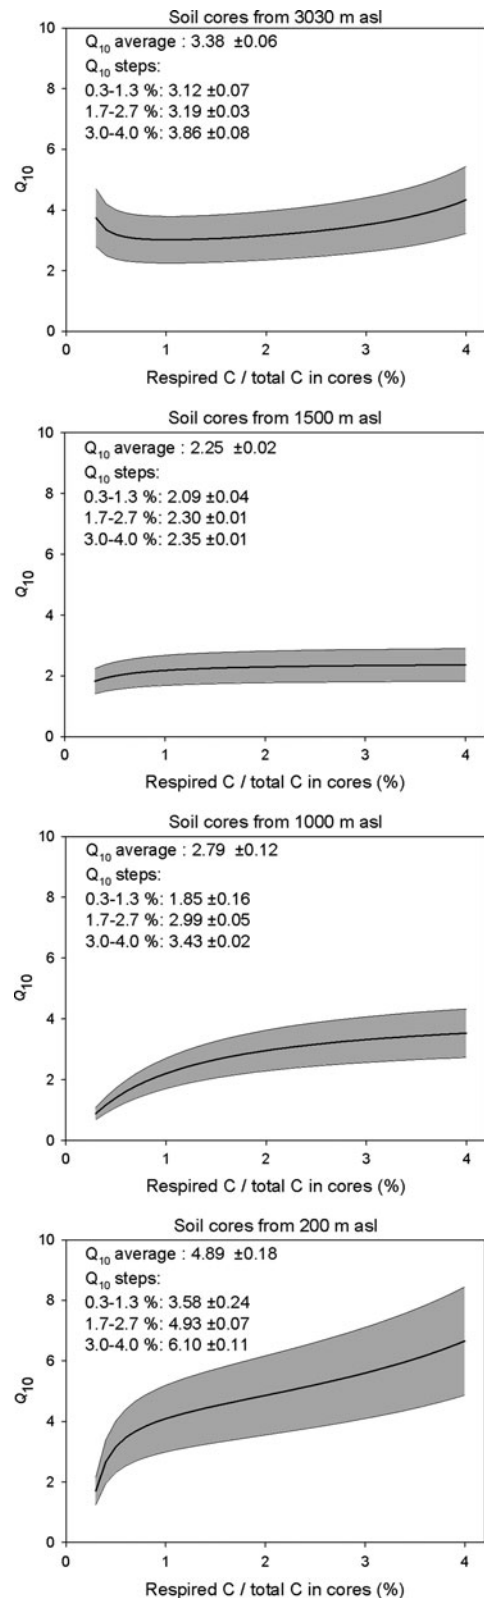 Soil cores from 3030 m asl
Q10 average : 3.38 ±0.06
Q10 steps:
0.3-1.3 %: 3.12 ±0.07
1.7-2.7 %: 3.19 ±0.03
3.0-4.0 %: 3.86 ±0.08
10
8
6
4
2
0
Q10
0 1 2 3 4
Respired C / total C in cores (%)
Soil cores from 1500 m asl
Q10 average : 2.25 ±0.02
Q10 steps:
0.3-1.3 %: 2.09 ±0.04
1.7-2.7 %: 2.30 ±0.01
3.0-4.0 %: 2.35 ±0.01
10
8
6
4
2
0
Q10
0 1 2 3 4
Respired C / total C in cores (%)
Soil cores from 1000 m asl
Q10 average : 2.79 ±0.12
Q10 steps:
0.3-1.3 %: 1.85 ±0.16
1.7-2.7 %: 2.99 ±0.05
3.0-4.0 %: 3.43 ±0.02
10
8
6
4
2
0
Q10
0 1 2 3 4
Respired C / total C in cores (%)
Soil cores from 200 m asl
Q10 average : 4.89 ±0.18
Q10 steps:
0.3-1.3 %: 3.58 ±0.24
1.7-2.7 %: 4.93 ±0.07
3.0-4.0 %: 6.10 ±0.11
10
8
6
4
2
0
Q10
0 1 2 3 4
Respired C / total C in cores (%)